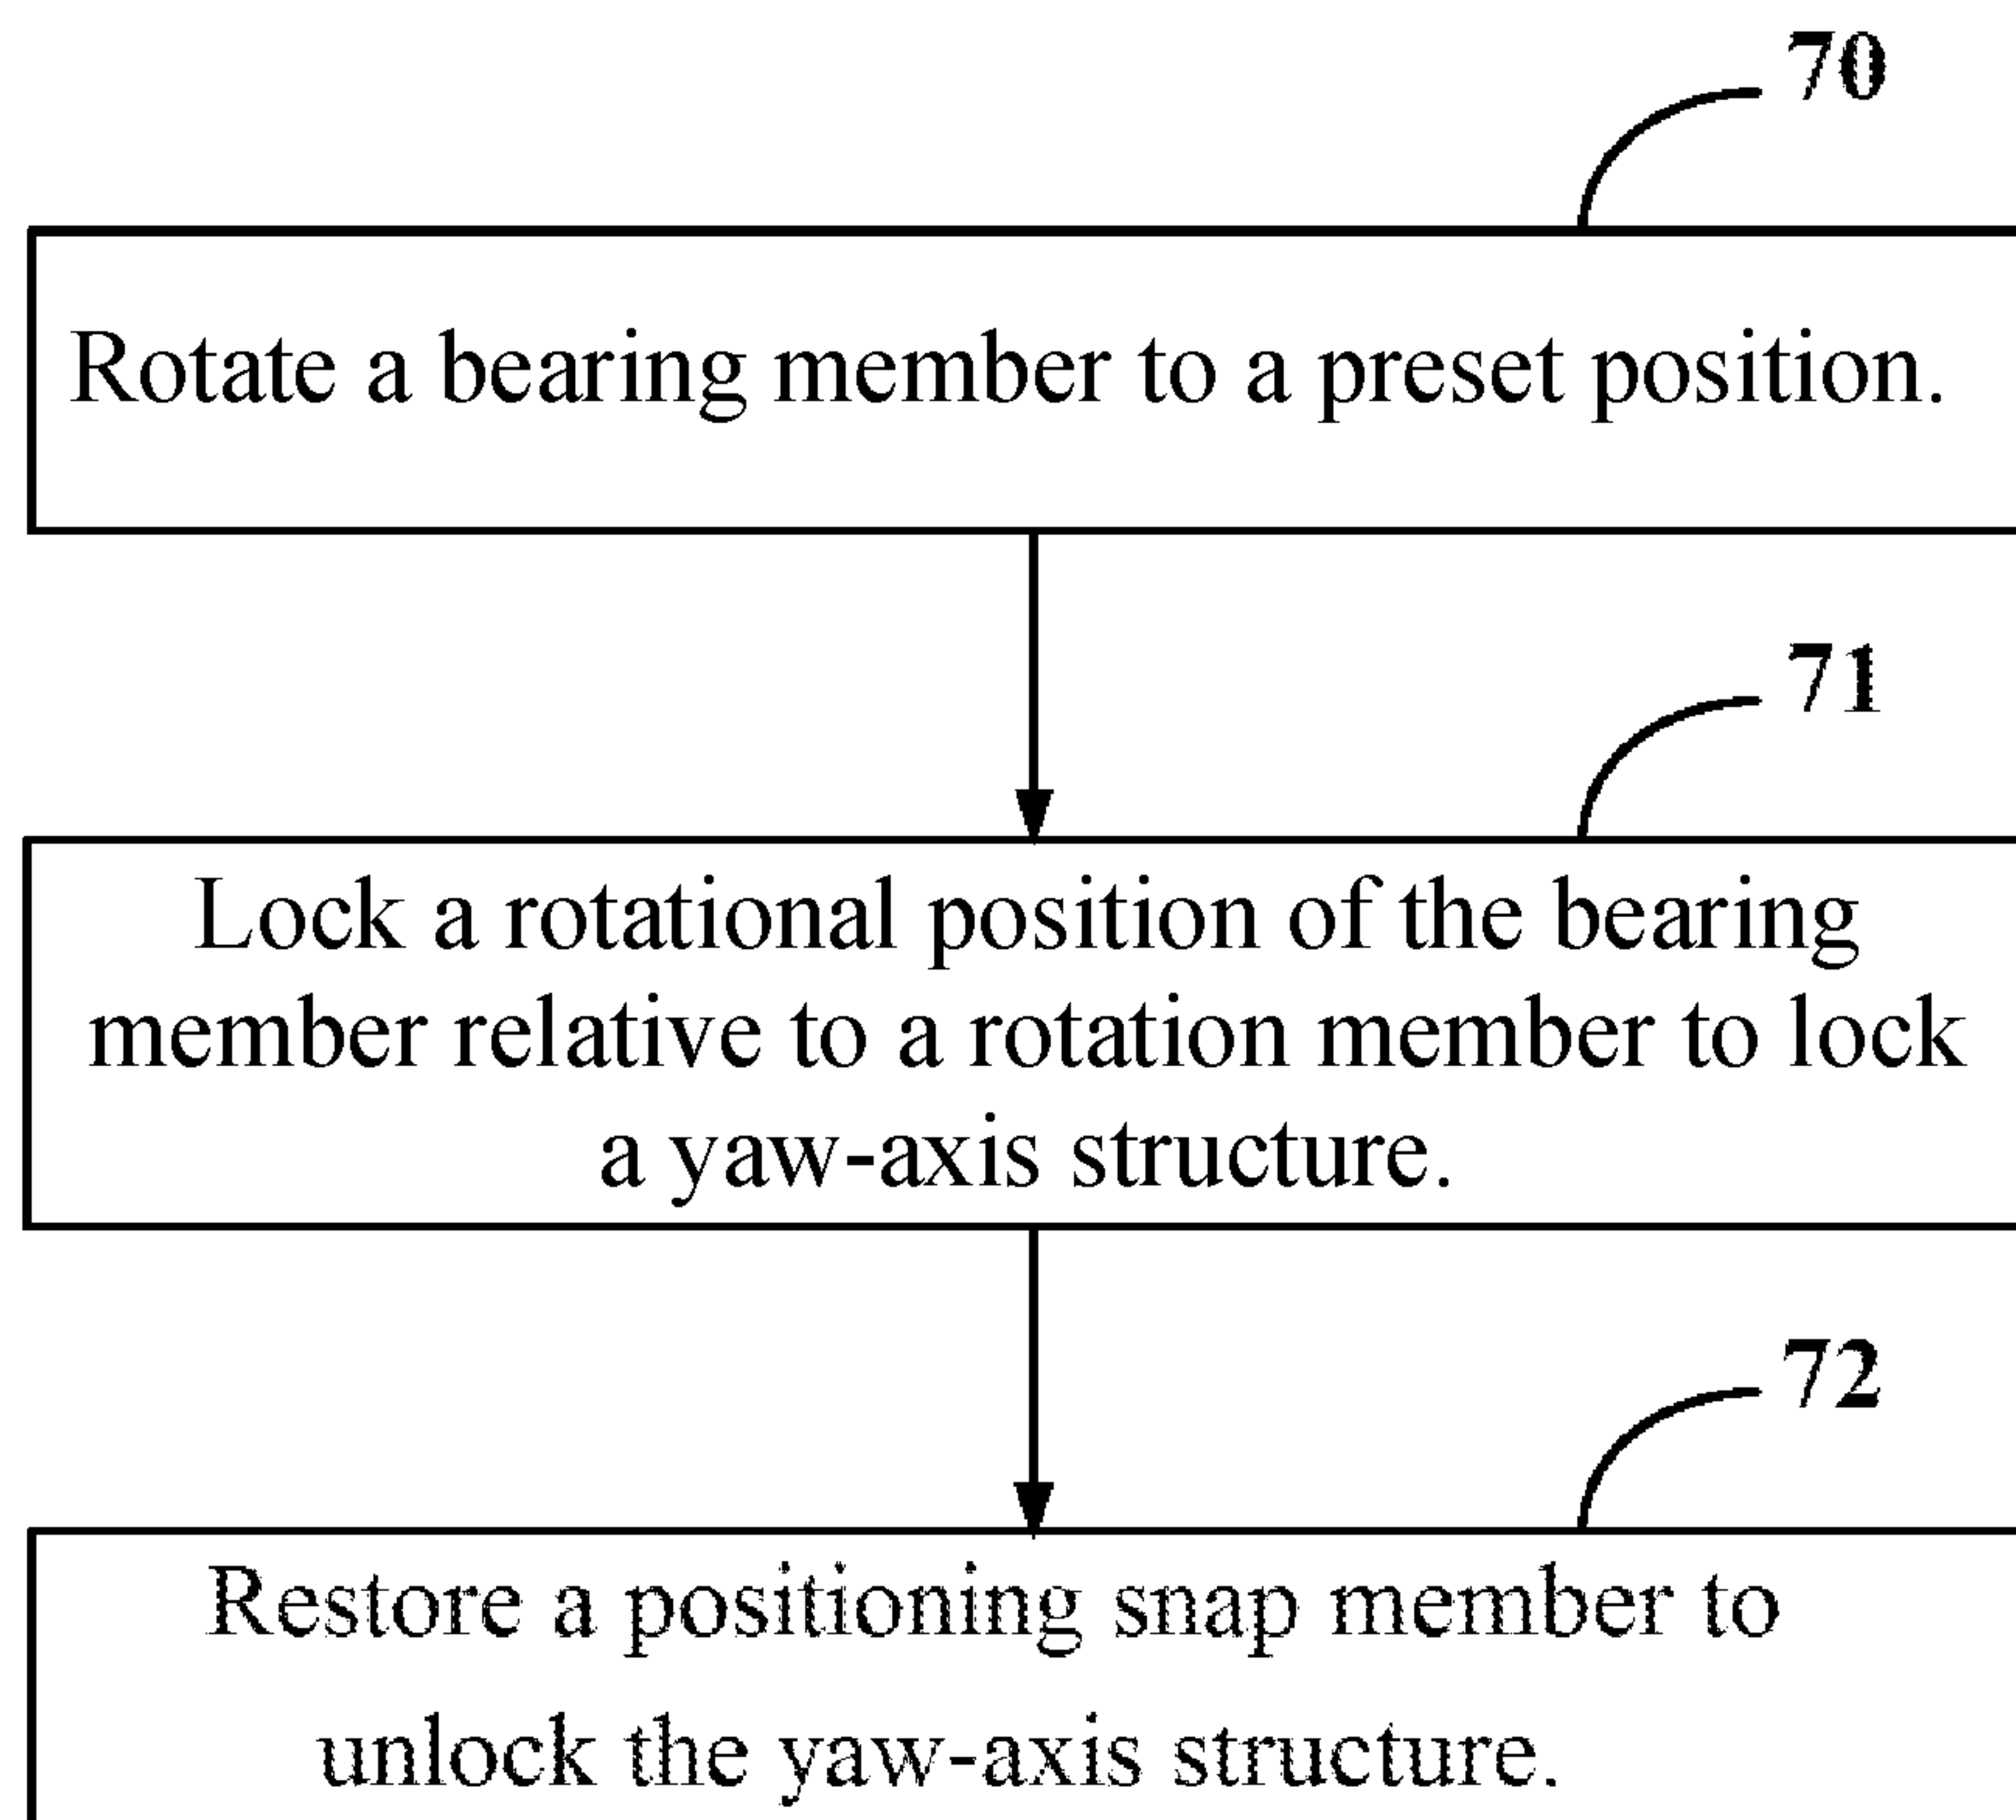 70
Rotate a bearing member to a preset position.
71
Lock a rotational position of the bearing
member relative to a rotation member to lock
a yaw-axis structure.
72
Restore a positioning snap member to
unlock the yaw-axis structure.